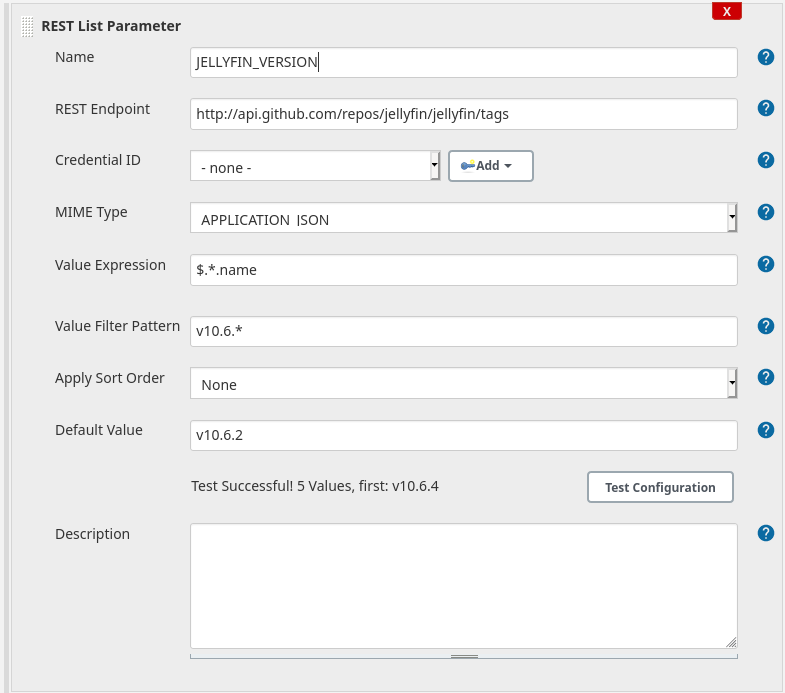 X
REST List Parameter
Name JELLYFIN_VERSION ?
REST Endpoint http://api.github.com/repos/jellyfin/jellyfin/tags ?
Credential ID - none - Add ?
MIME Type APPLICATION_JSON ?
Value Expression $.*.name ?
Value Filter Pattern v10.6.* ?
Apply Sort Order None ?
Default Value v10.6.2 ?
Test Successful! 5 Values, first: v10.6.4 Test Configuration
Description ?